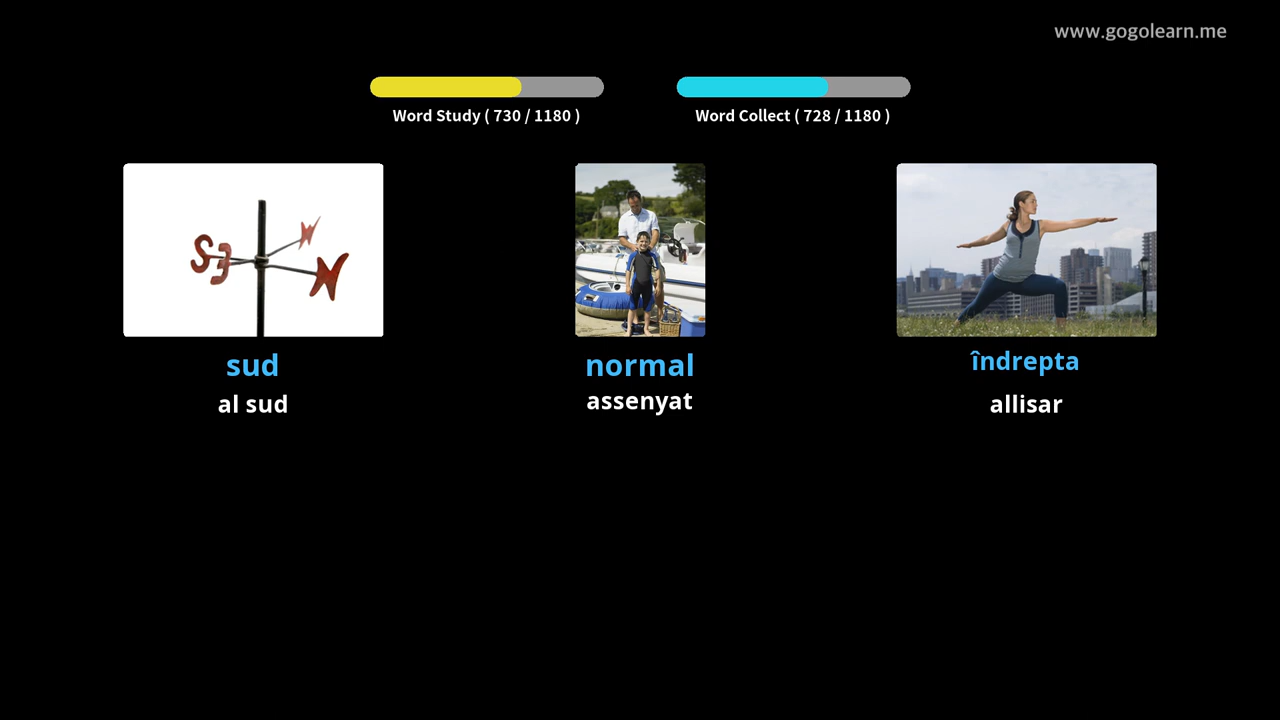 www.gogolearn.me
Word Study ( 730 / 1180 )
Word Collect ( 728 / 1180 )
S E N W
sud
normal
îndrepta
al sud
assenyat
allisar